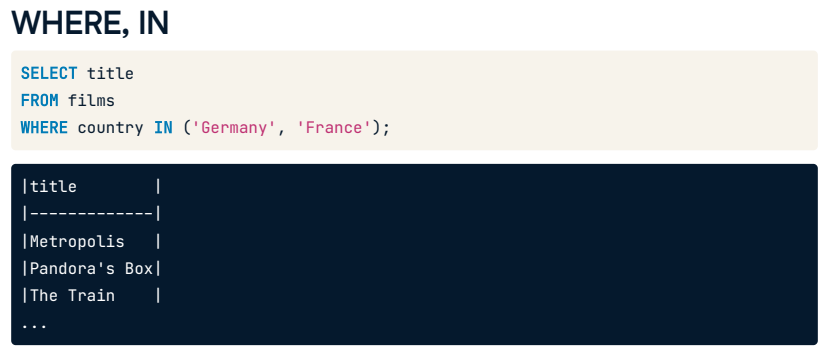 WHERE, IN
SELECT title
FROM films
WHERE country IN ('Germany', 'France');
|title        |
|-------------|
|Metropolis   |
|Pandora's Box|
|The Train    |
...